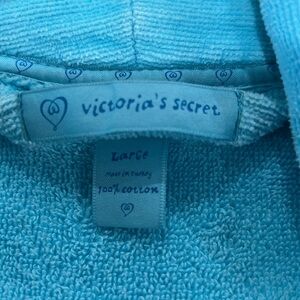 victoria's secret
Large
Made in Turkey
100% cotton